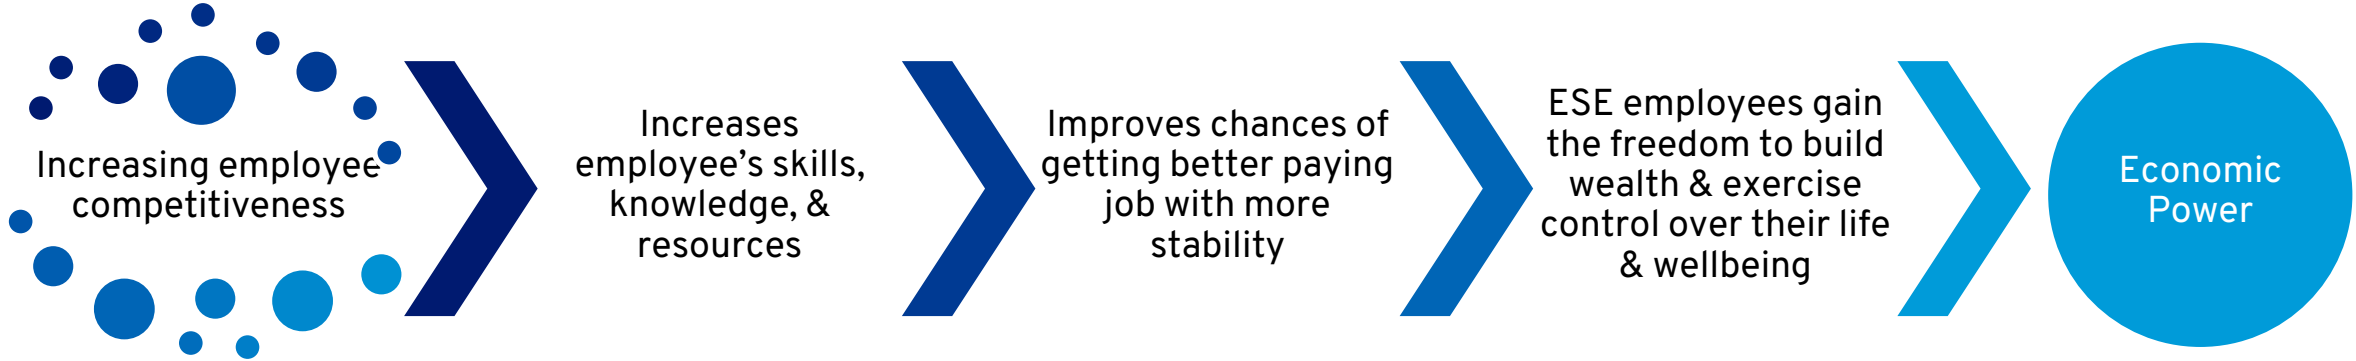 Increasing employee
competitiveness
Increases
employee’s skills,
knowledge, &
resources
Improves chances of
getting better paying
job with more
stability
ESE employees gain
the freedom to build
wealth & exercise
control over their life
& wellbeing
Economic
Power